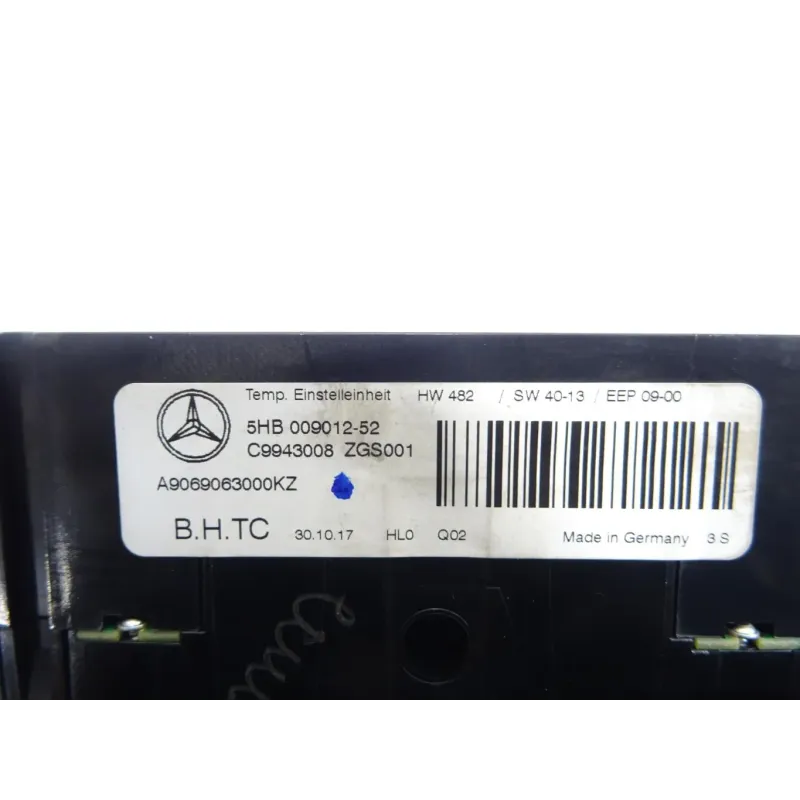 Temp. Einstelleinheit HW 482 / SW 40-13 / EEP 09-00
5HB 009012-52
C9943008 ZGS001
A9069063000KZ
B.H.TC 30.10.17 HL0 Q02 Made in Germany 3 S